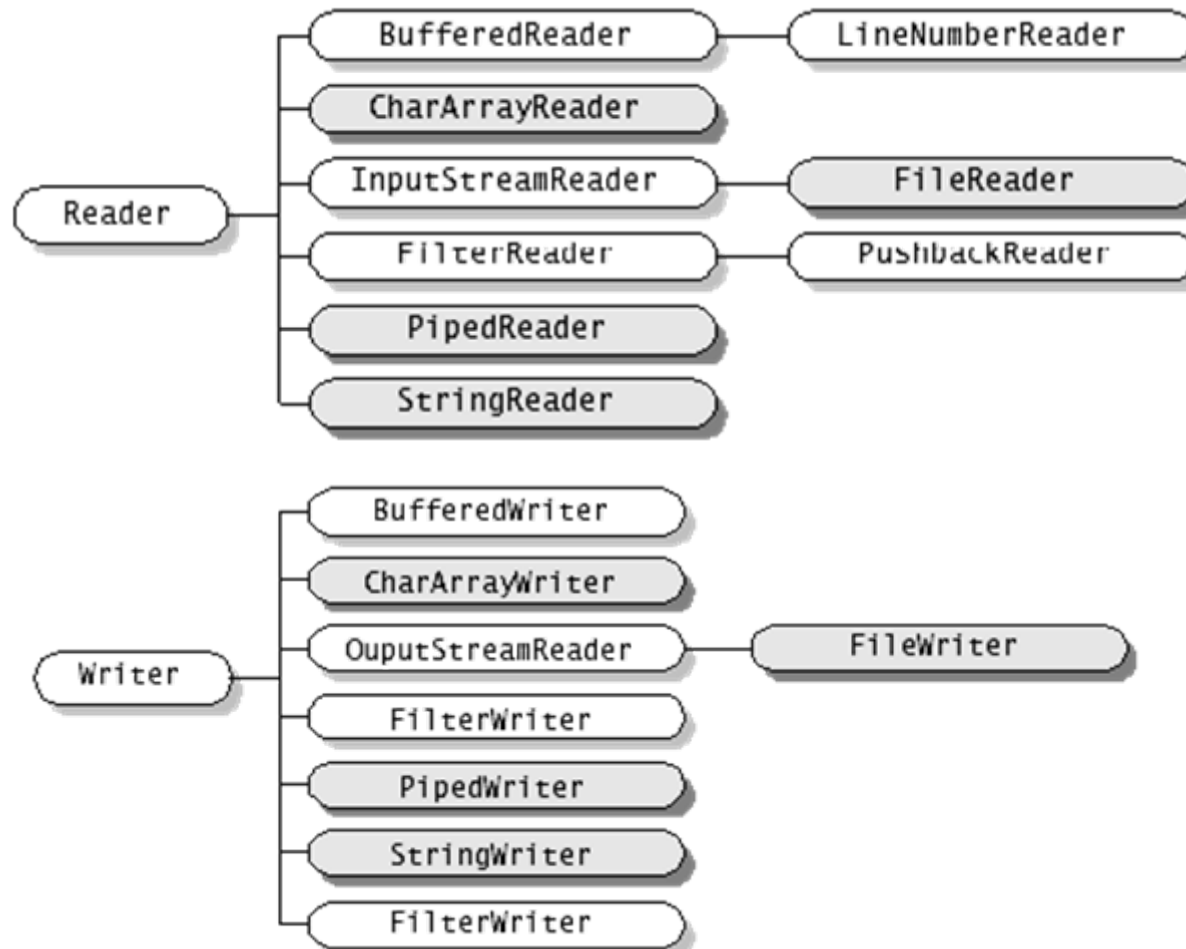 BufferedReader LineNumberReader
CharArrayReader
InputStreamReader FileReader
Reader
FilterReader PushbackReader
PipedReader
StringReader
BufferedWriter
CharArrayWriter
OuputStreamReader FileWriter
Writer
FilterWriter
PipedWriter
StringWriter
FilterWriter